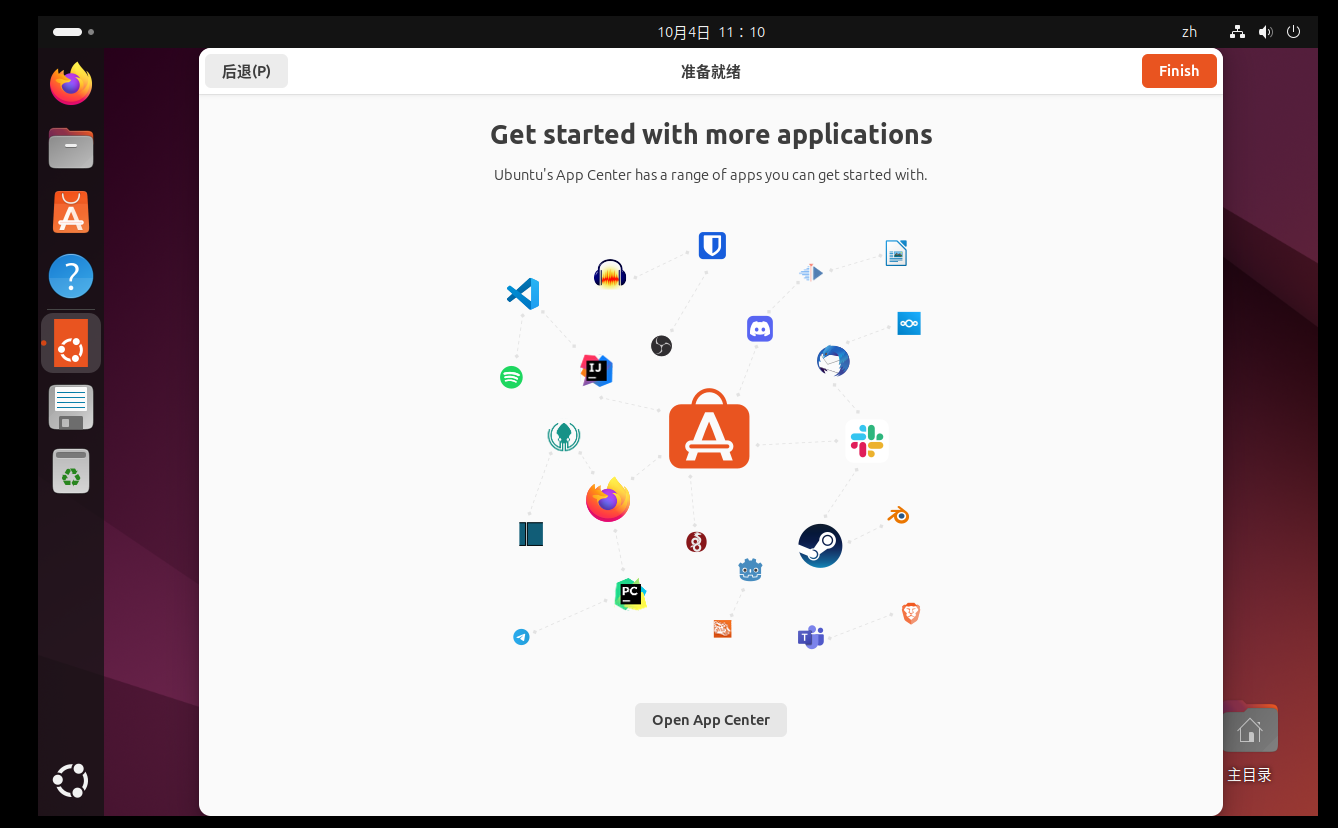 10月4日 11：10
zh
后退(P)
准备就绪
Finish
Get started with more applications
Ubuntu's App Center has a range of apps you can get started with.
IJ
PC
T
Open App Center
主目录